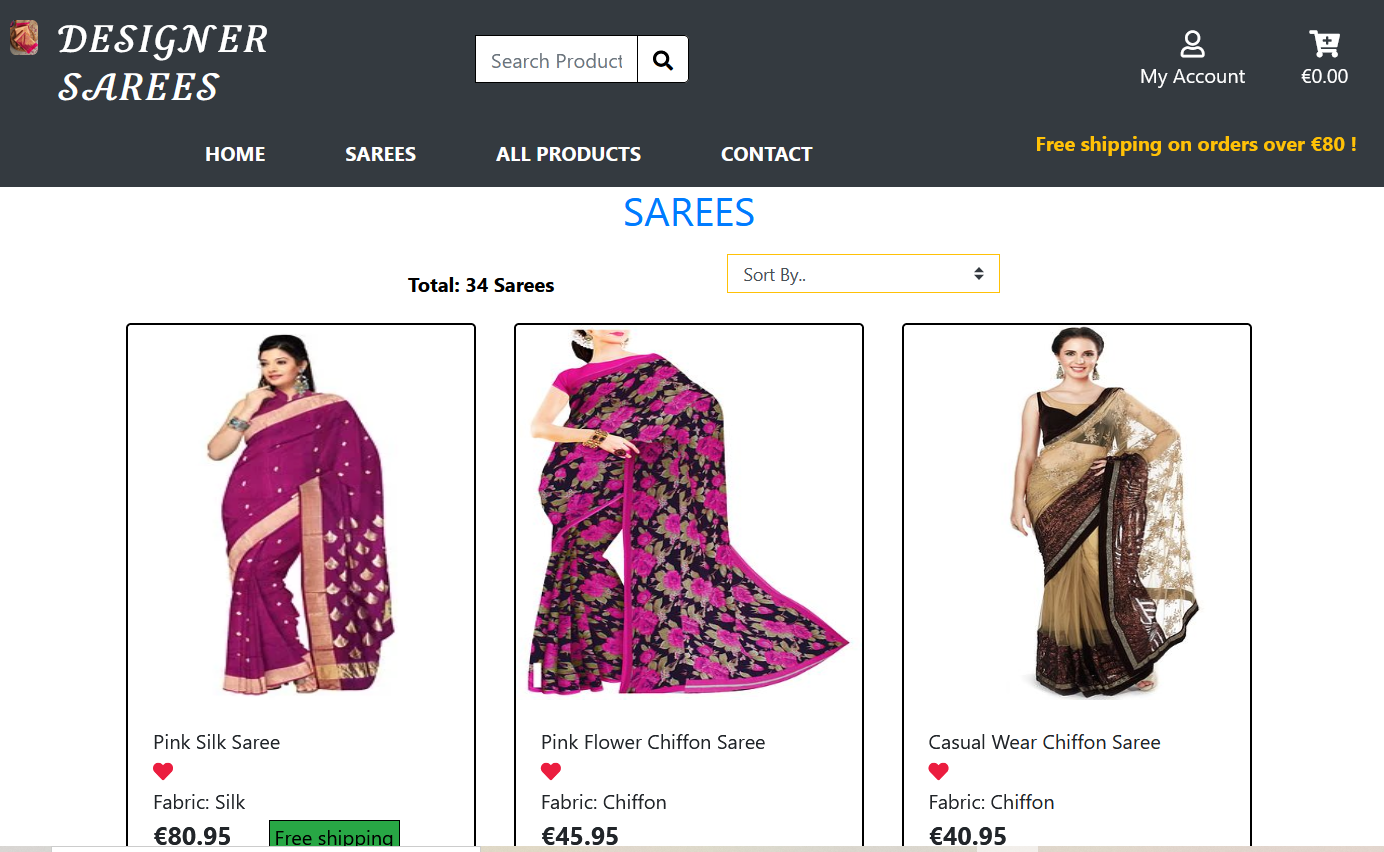 DESIGNER
SAREES
Search Product
My Account
€0.00
HOME
SAREES
ALL PRODUCTS
CONTACT
Free shipping on orders over €80 !
SAREES
Total: 34 Sarees
Sort By..
Pink Silk Saree
Fabric: Silk
€80.95
Free shipping
Pink Flower Chiffon Saree
Fabric: Chiffon
€45.95
Casual Wear Chiffon Saree
Fabric: Chiffon
€40.95